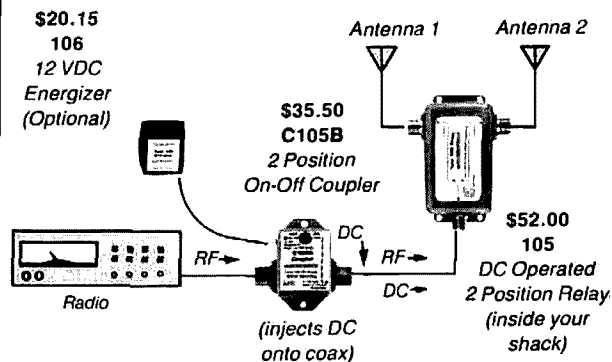 $20.15
106
12 VDC
Energizer
(Optional)
Antenna 1
Antenna 2
$35.50
C105B
2 Position
On-Off Coupler
$52.00
105
DC Operated
2 Position Relay
(inside your
shack)
DC
RF
RF
DC
Radio
(injects DC
onto coax)